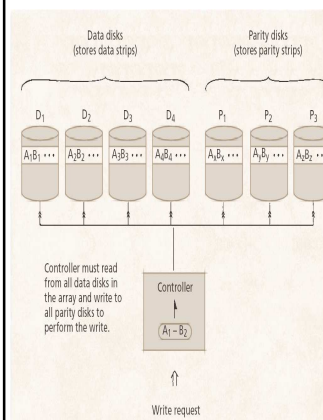 Data disks
(stores data strips)
Parity disks
(stores parity strips)
D1 D2 D3 D4 P1 P2 P3
A1B1 ••• A2B2 ••• A3B3 ••• A4B4 ••• AxBx ••• AyBy ••• AzBz •••
Controller must read
from all data disks in
the array and write to
all parity disks to
perform the write.
Controller
A1 – B2
Write request